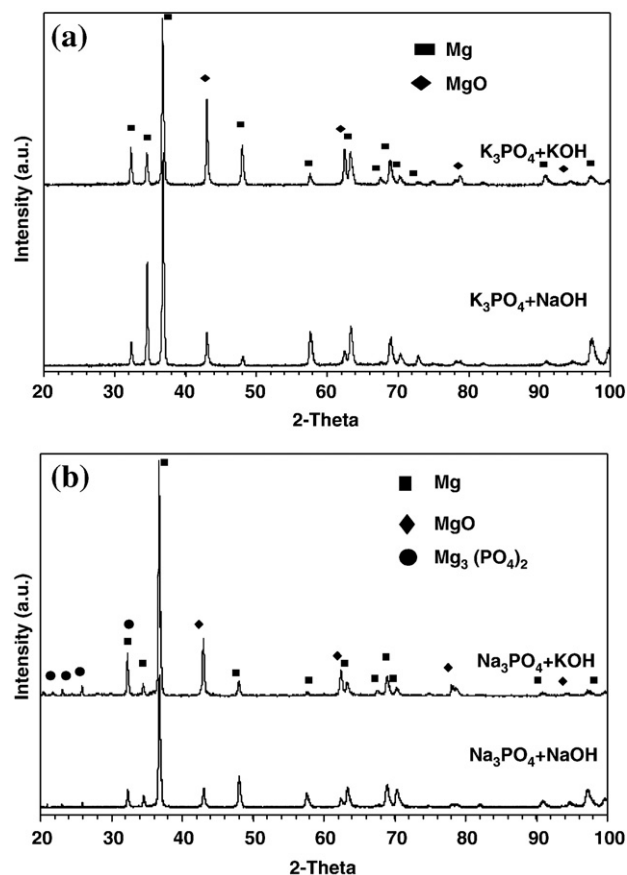 (a)
Mg
MgO
K₃PO₄+KOH
K₃PO₄+NaOH
Intensity (a.u.)
20 30 40 50 60 70 80 90 100
2-Theta
(b)
Mg
MgO
Mg₃ (PO₄)₂
Na₃PO₄+KOH
Na₃PO₄+NaOH
Intensity (a.u.)
20 30 40 50 60 70 80 90 100
2-Theta